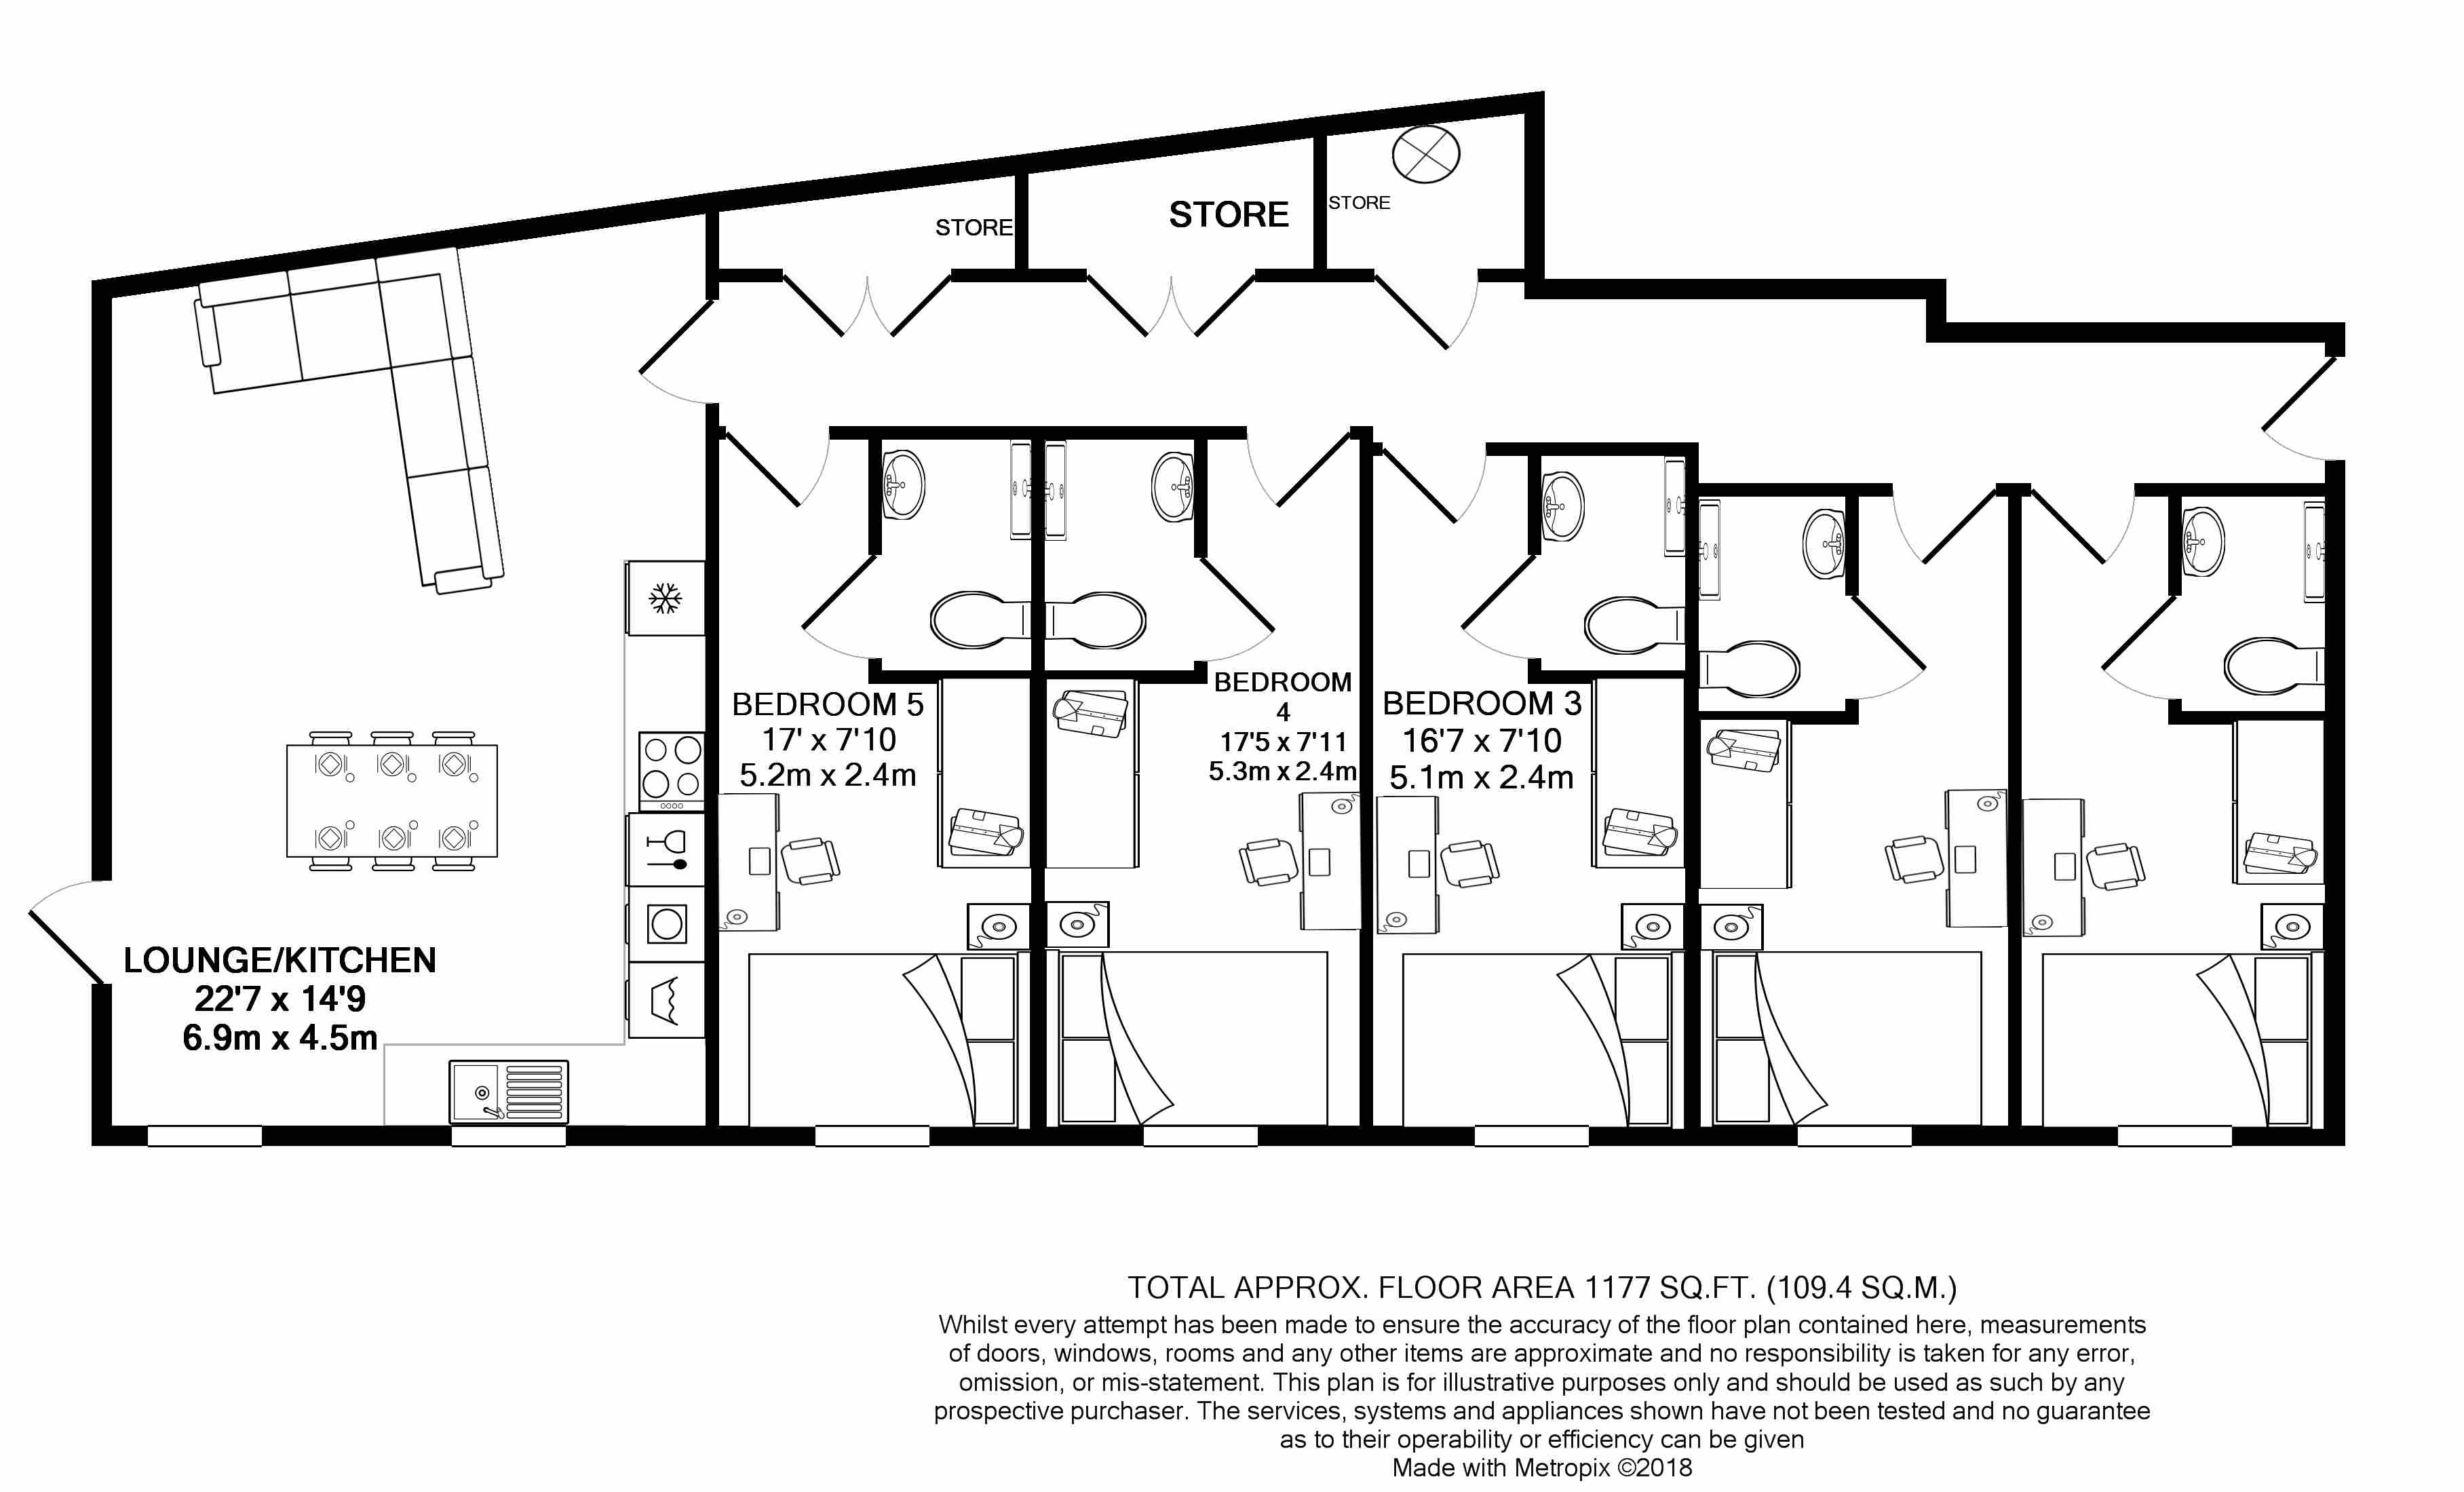 STORE
STORE
STORE
BEDROOM 5
17' x 7'10
5.2m x 2.4m
BEDROOM
4
17'5 x 7'11
5.3m x 2.4m
BEDROOM 3
16'7 x 7'10
5.1m x 2.4m
LOUNGE/KITCHEN
22'7 x 14'9
6.9m x 4.5m
TOTAL APPROX. FLOOR AREA 1177 SQ.FT. (109.4 SQ.M.)
Whilst every attempt has been made to ensure the accuracy of the floor plan contained here, measurements
of doors, windows, rooms and any other items are approximate and no responsibility is taken for any error,
omission, or mis-statement. This plan is for illustrative purposes only and should be used as such by any
prospective purchaser. The services, systems and appliances shown have not been tested and no guarantee
as to their operability or efficiency can be given
Made with Metropix ©2018